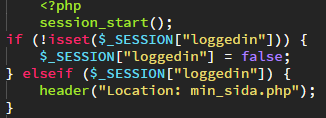 <?php
session_start();
if (!isset($_SESSION["loggedin"])) {
$_SESSION["loggedin"] = false;
} elseif ($_SESSION["loggedin"]) {
header("Location: min_sida.php");
}